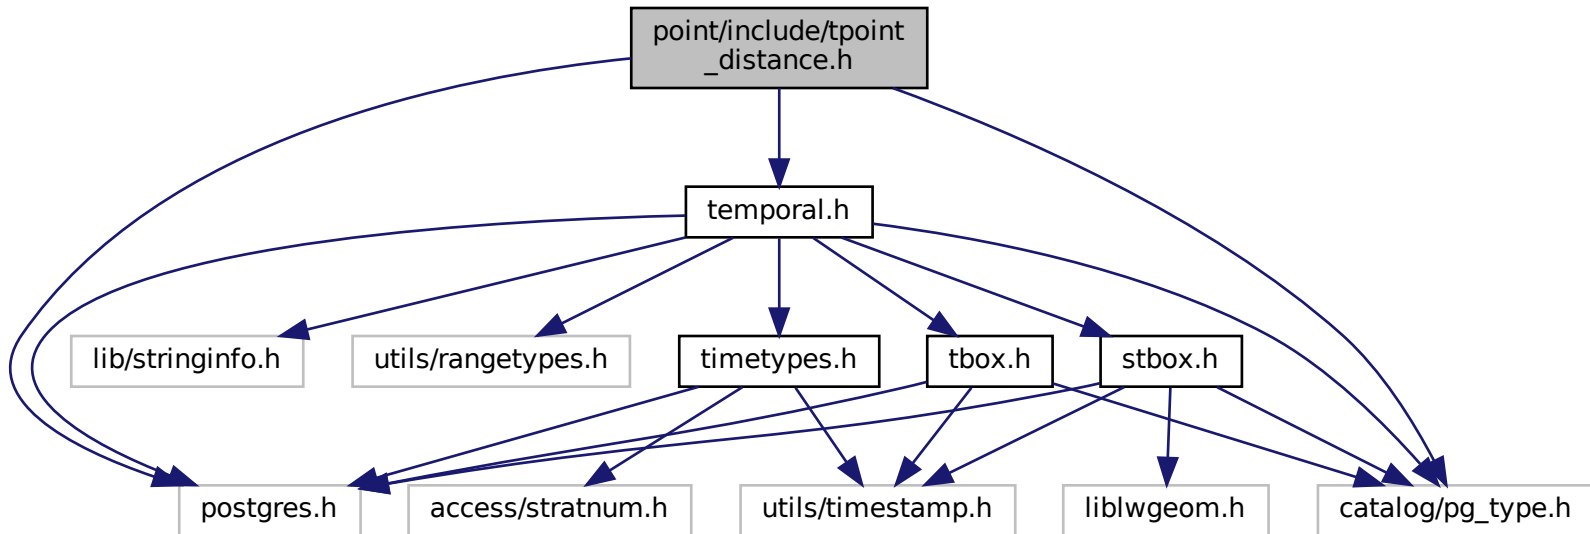 point/include/tpoint
_distance.h
temporal.h
lib/stringinfo.h
utils/rangetypes.h
timetypes.h
tbox.h
stbox.h
postgres.h
access/stratnum.h
utils/timestamp.h
liblwgeom.h
catalog/pg_type.h